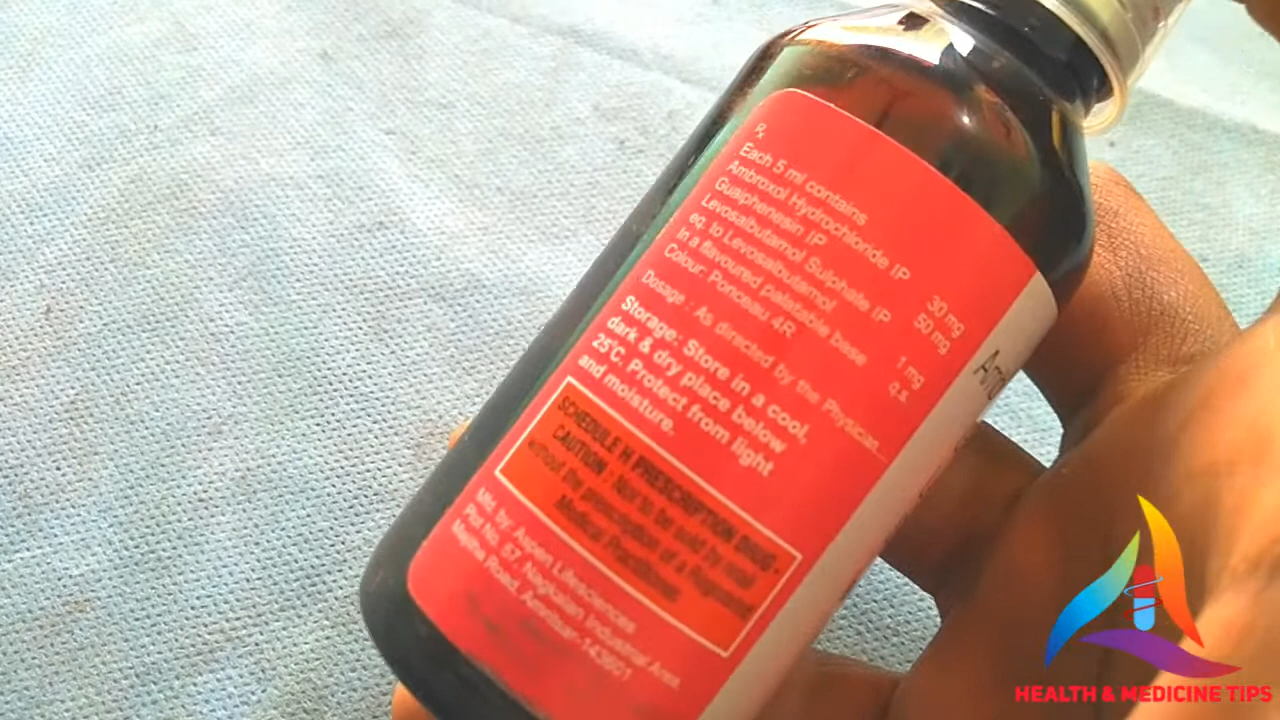 Rx
Each 5 ml contains
Ambroxol Hydrochloride IP 30 mg
Guaiphenesin IP 50 mg
Levosalbutamol Sulphate IP
eq. to Levosalbutamol 1 mg
In a flavoured palatable base q.s.
Colour: Ponceau 4R
Dosage : As directed by the Physician.
Storage: Store in a cool,
dark & dry place below
25°C. Protect from light
and moisture.
SCHEDULE H PRESCRIPTION DRUG -
CAUTION : Not to be sold by retail
without the prescription of a Registered
Medical Practitioner.
Mfd. by: Aspen Lifesciences
Plot No. 67, Nagkalan Industrial Area,
Majitha Road, Amritsar-143601
HEALTH & MEDICINE TIPS